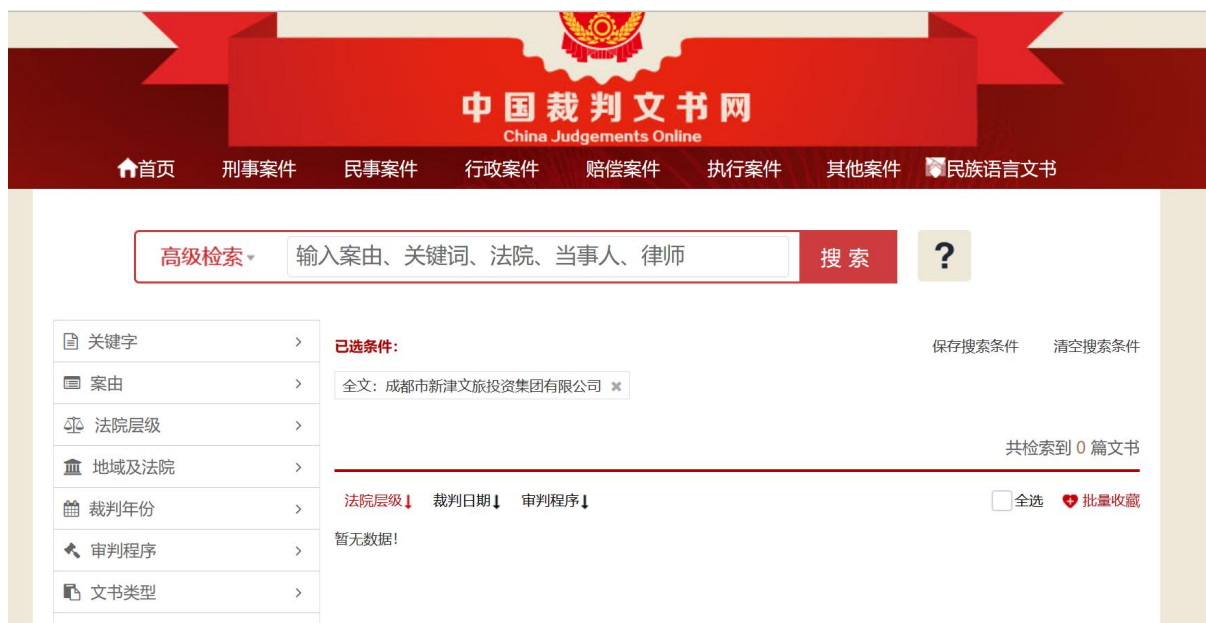 中国裁判文书网
China Judgements Online
首页 刑事案件 民事案件 行政案件 赔偿案件 执行案件 其他案件 民族语言文书
高级检索 输入案由、关键词、法院、当事人、律师 搜索 ?
关键字
已选条件： 保存搜索条件 清空搜索条件
案由
全文：成都市新津文旅投资集团有限公司 ×
法院层级
共检索到 0 篇文书
地域及法院
法院层级↓ 裁判日期↓ 审判程序↓ 全选 批量收藏
裁判年份
暂无数据！
审判程序
文书类型